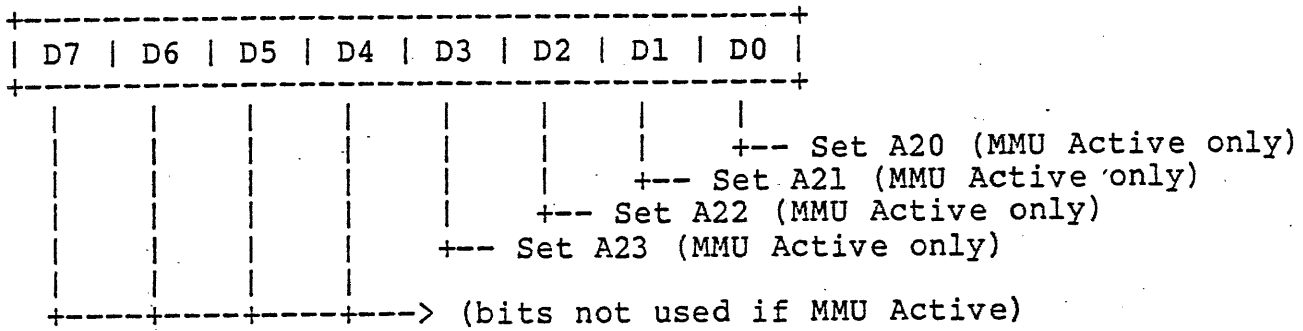 | D7 | D6 | D5 | D4 | D3 | D2 | D1 | D0 |
+-- Set A20 (MMU Active only)
+-- Set A21 (MMU Active only)
+-- Set A22 (MMU Active only)
+-- Set A23 (MMU Active only)
+----+----+----+---> (bits not used if MMU Active)